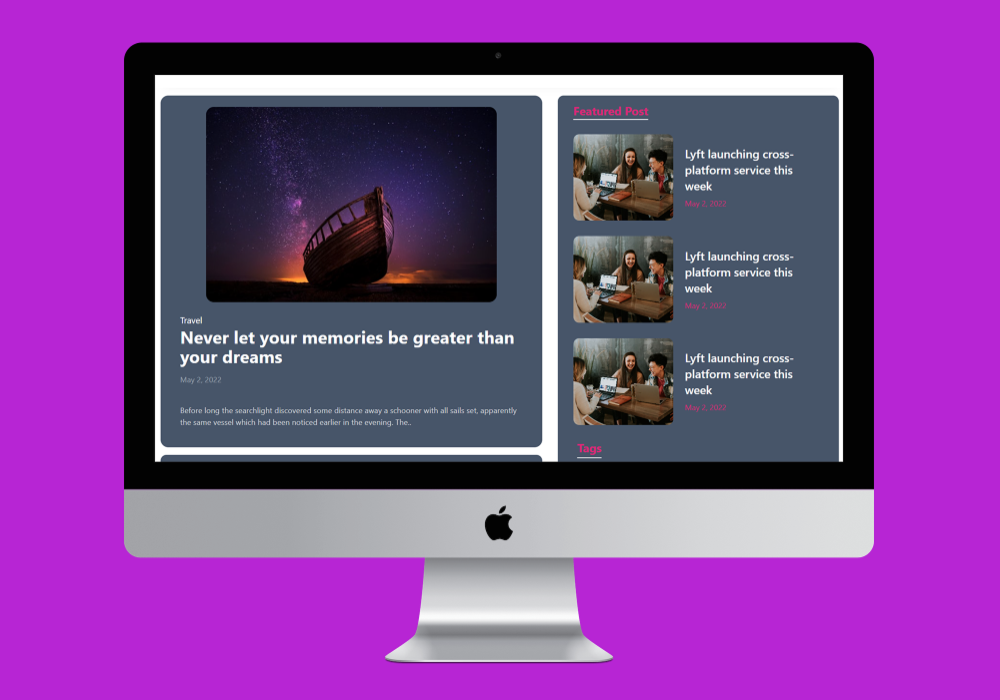 Travel
Never let your memories be greater than
your dreams
May 2, 2022
Before long the searchlight discovered some distance away a schooner with all sails set, apparently
the same vessel which had been noticed earlier in the evening. The..
Featured Post
Lyft launching cross-
platform service this
week
May 2, 2022
Lyft launching cross-
platform service this
week
May 2, 2022
Lyft launching cross-
platform service this
week
May 2, 2022
Tags